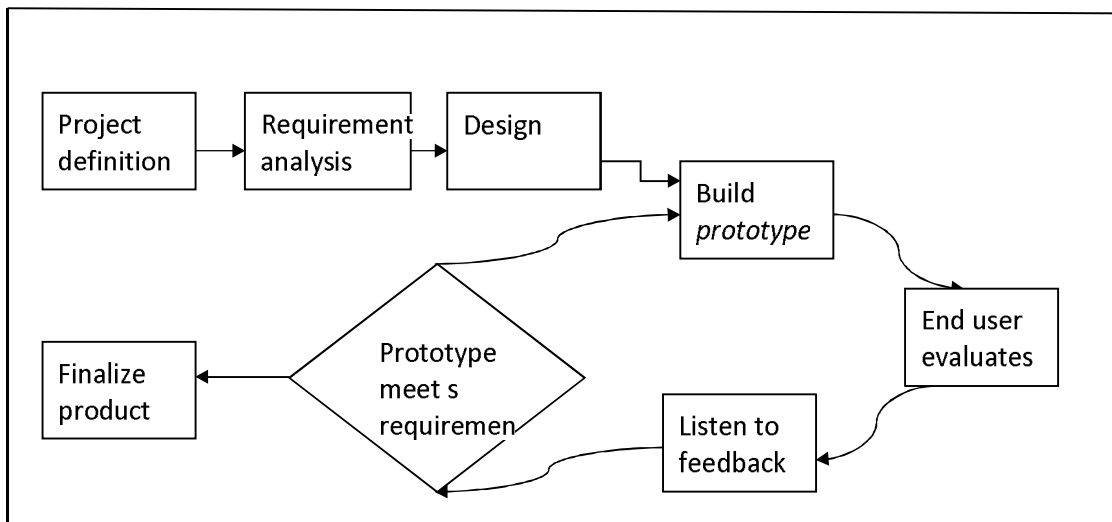 Project
definition
Requirement
analysis
Design
Build
prototype
End user
evaluates
Listen to
feedback
Prototype
meet s
requiremen
Finalize
product